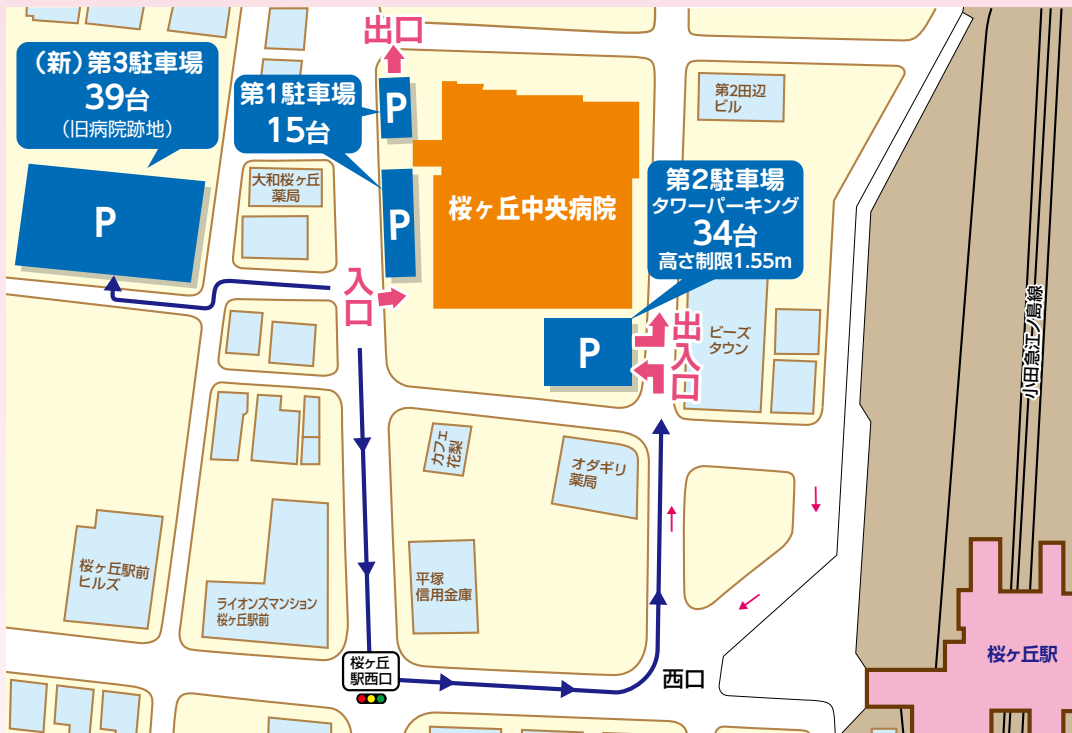 出口
（新）第3駐車場
39台
（旧病院跡地）
第1駐車場
15台
P
第2田辺
ビル
大和桜ヶ丘
薬局
P
P
桜ヶ丘中央病院
第2駐車場
タワーパーキング
34台
高さ制限1.55m
入口
P
出入口
ビーズ
タウン
小田急江ノ島線
カフェ
花梨
オダギリ
薬局
桜ヶ丘駅前
ヒルズ
ライオンズマンション
桜ヶ丘駅前
平塚
信用金庫
桜ヶ丘
駅西口
西口
桜ヶ丘駅